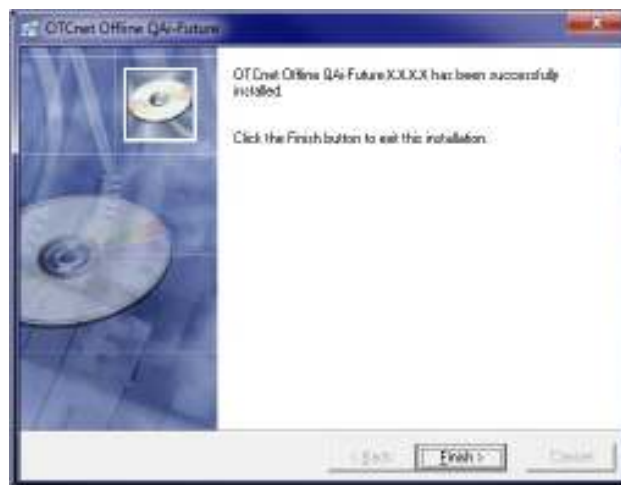 OTCnet Offline QAi-Future
OTCnet Offline QAi-Future X.X.X.X has been successfully
installed.
Click the Finish button to exit this installation.
< Back
Finish >
Cancel